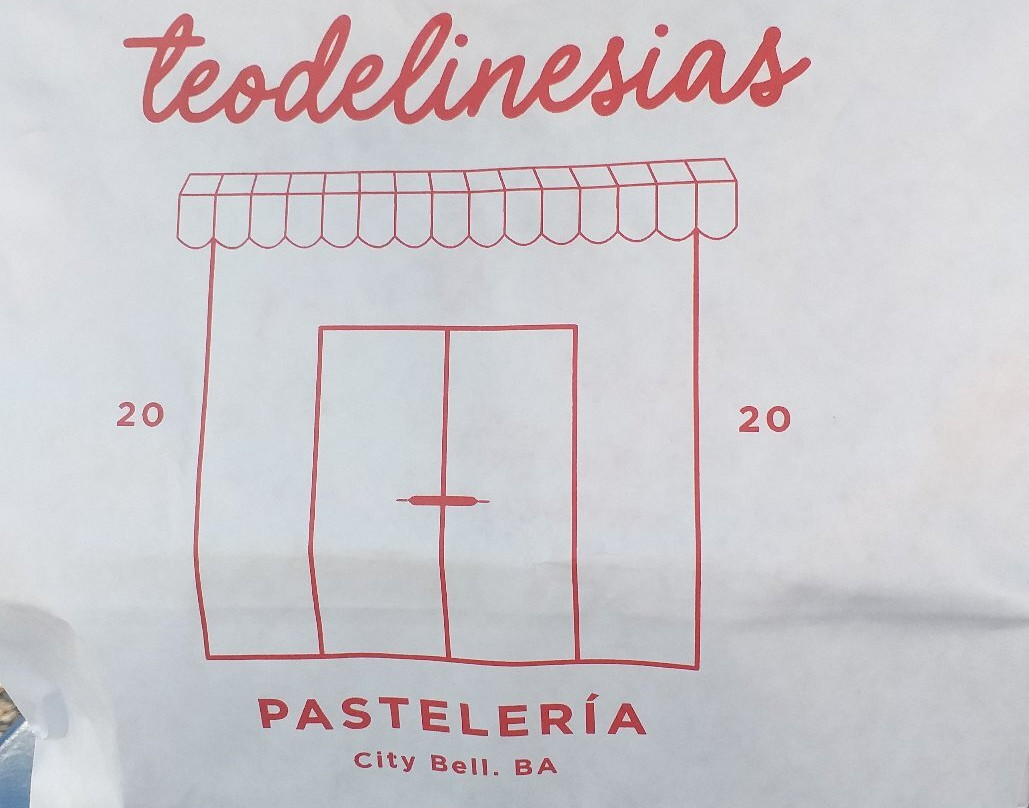 teodelinesias
20 20
PASTELERÍA
City Bell. BA